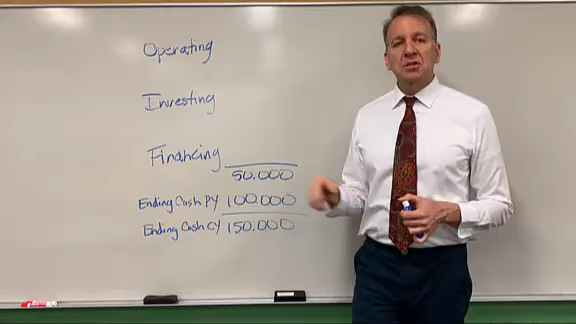 Operating
Investing
Financing
50.000
Ending Cash PY 100.000
Ending Cash CY 150.000